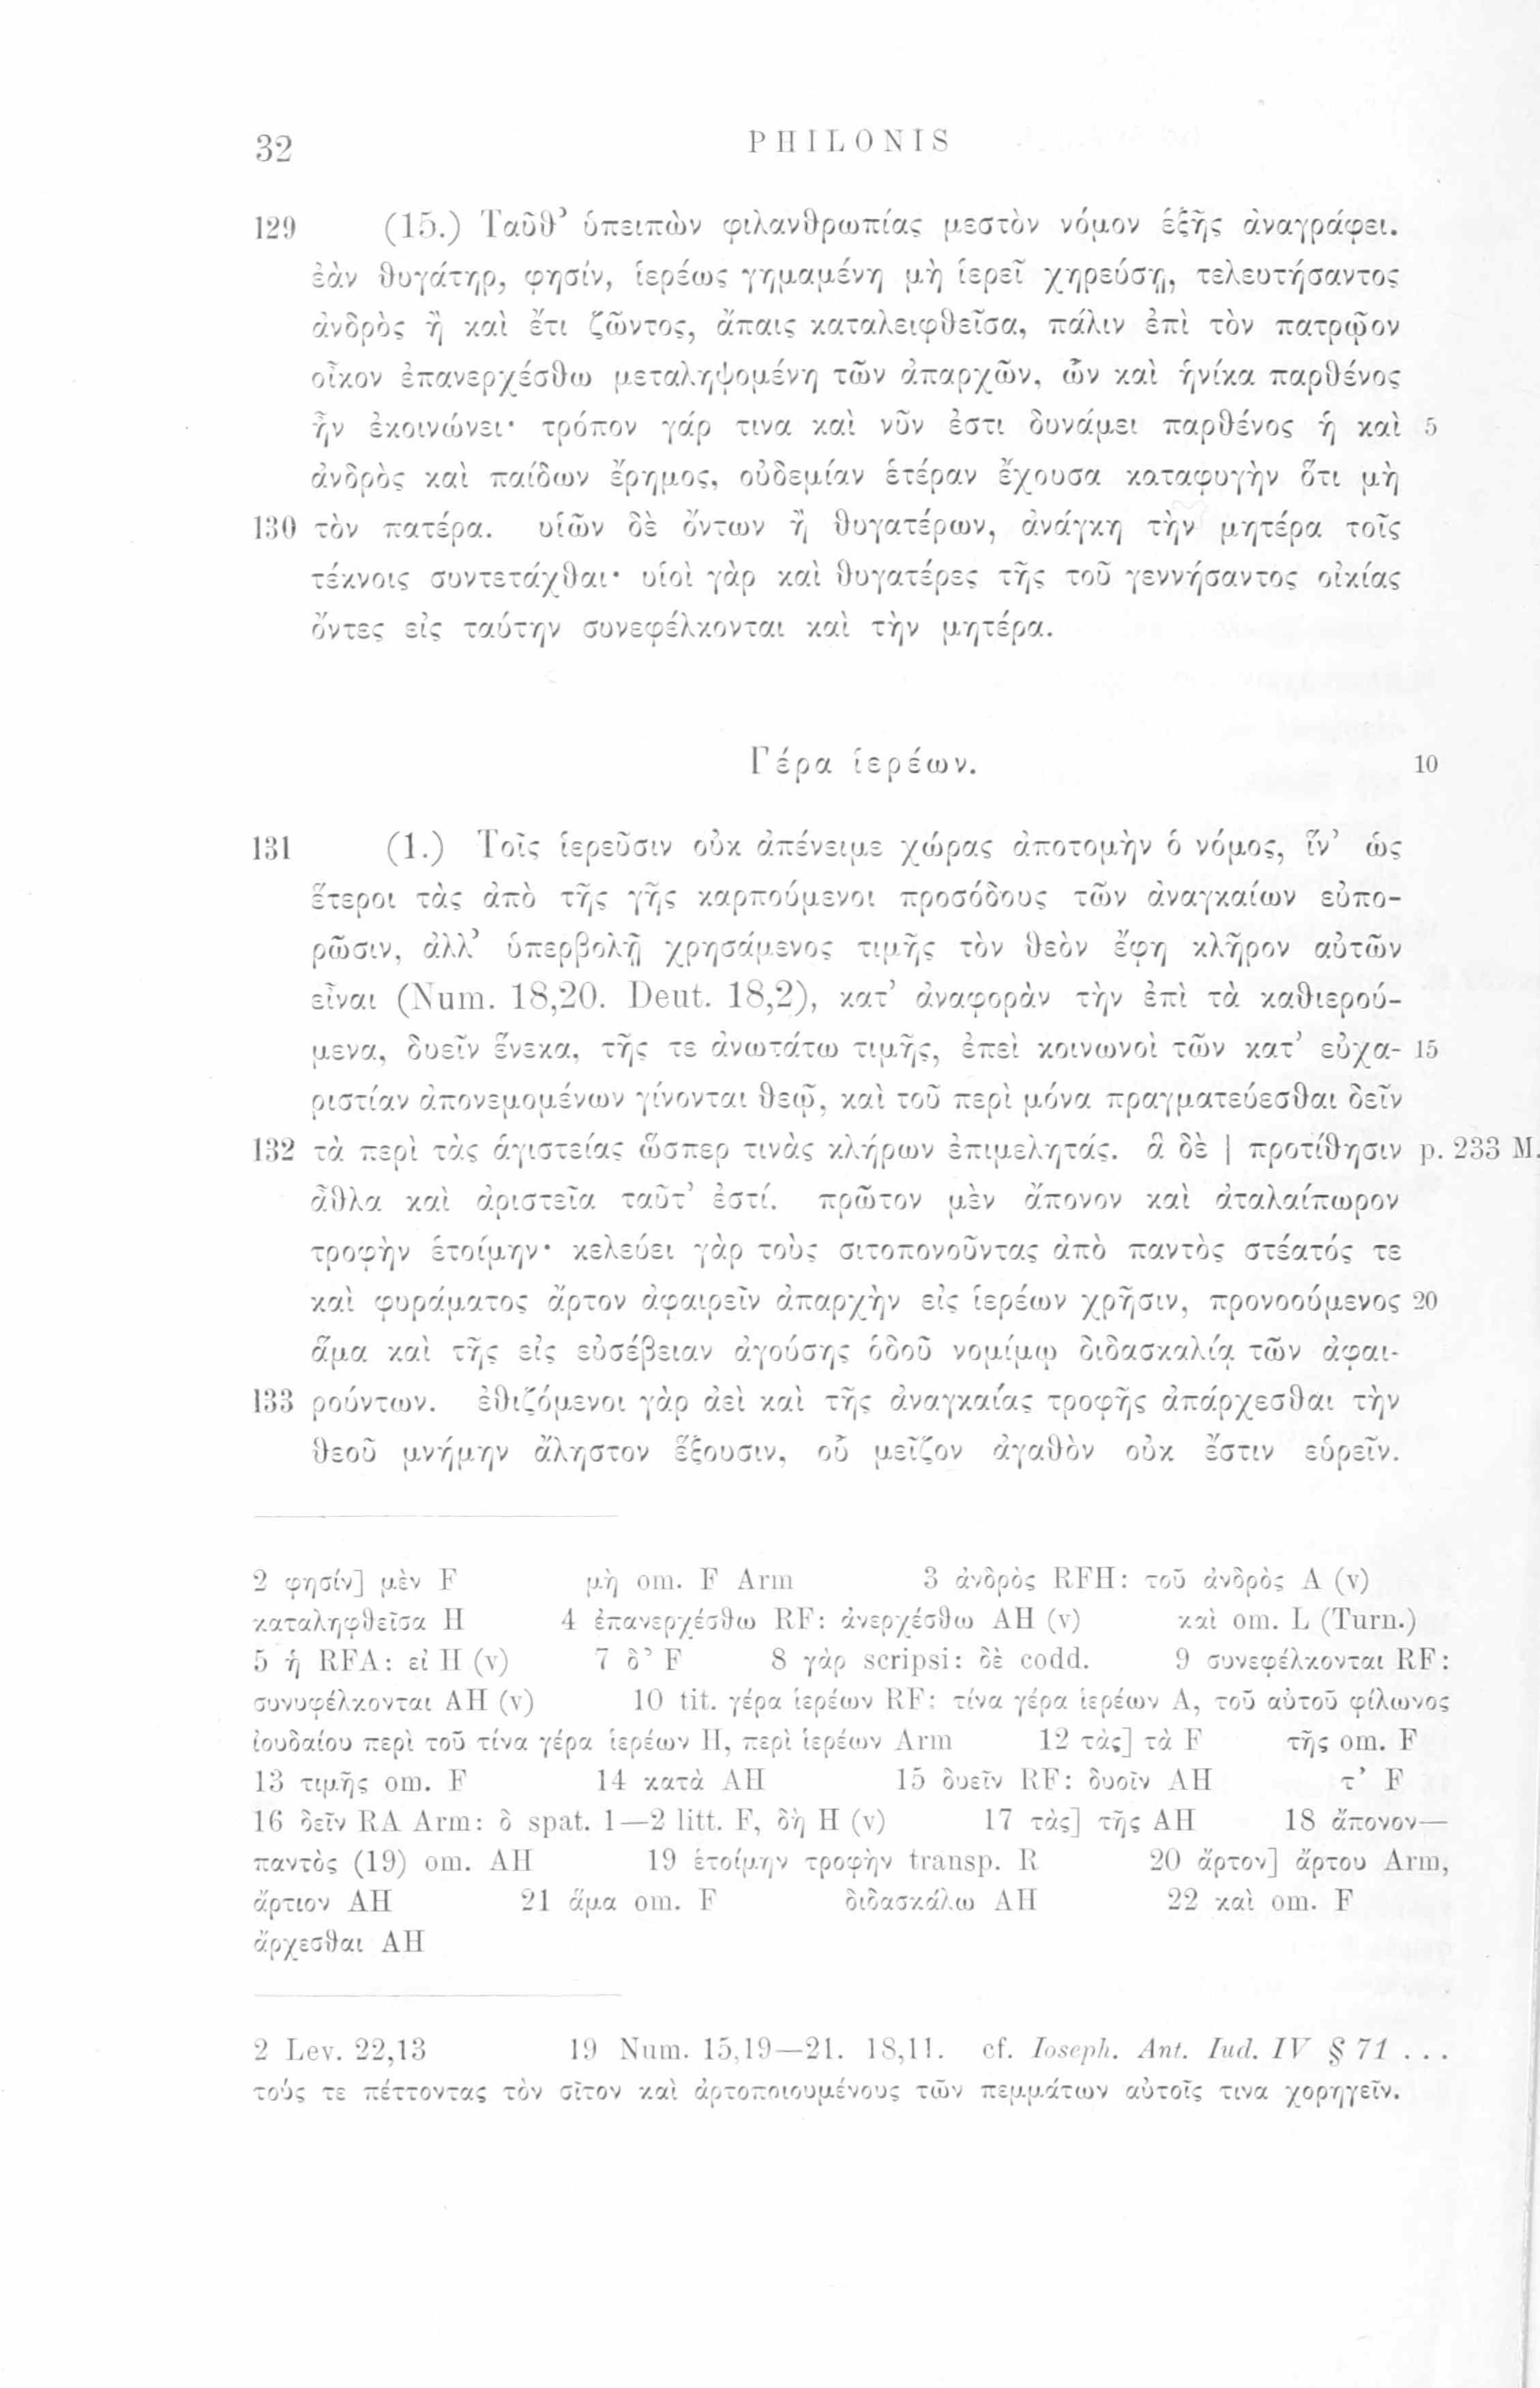 32 PHILONIS
129 (15.) Ταῦθ’ ὑπειπὼν φιλανθρωπίας μεστὸν νόμον ἑξῆς ἀναγράφει.
ἐὰν θυγάτηρ, φησίν, ἱερέως γημαμένη μὴ ἱερεῖ χηρεύσῃ, τελευτήσαντος
ἀνδρὸς ἢ καὶ ἔτι ζῶντος, ἄπαις καταλειφθεῖσα, πάλιν ἐπὶ τὸν πατρῷον
οἶκον ἐπανερχέσθω μεταληψομένη τῶν ἀπαρχῶν, ὧν καὶ ἡνίκα παρθένος
ἦν ἐκοινώνει· τρόπον γάρ τινα καὶ νῦν ἐστι δυνάμει παρθένος ἡ καὶ 5
ἀνδρὸς καὶ παίδων ἔρημος, οὐδεμίαν ἑτέραν ἔχουσα καταφυγὴν ὅτι μὴ
130 τὸν πατέρα. υἱῶν δὲ ὄντων ἢ θυγατέρων, ἀνάγκη τὴν μητέρα τοῖς
τέκνοις συντετάχθαι· υἱοὶ γὰρ καὶ θυγατέρες τῆς τοῦ γεννήσαντος οἰκίας
ὄντες εἰς ταύτην συνεφέλκονται καὶ τὴν μητέρα.
Γέρα ἱερέων. 10
131 (1.) Τοῖς ἱερεῦσιν οὐκ ἀπένειμε χώρας ἀποτομὴν ὁ νόμος, ἵν’ ὡς
ἕτεροι τὰς ἀπὸ τῆς γῆς καρπούμενοι προσόδους τῶν ἀναγκαίων εὐπο-
ρῶσιν, ἀλλ’ ὑπερβολῇ χρησάμενος τιμῆς τὸν θεὸν ἔφη κλῆρον αὐτῶν
εἶναι (Num. 18,20. Deut. 18,2), κατ’ ἀναφορὰν τὴν ἐπὶ τὰ καθιερού-
μενα, δυεῖν ἕνεκα, τῆς τε ἀνωτάτω τιμῆς, ἐπεὶ κοινωνοὶ τῶν κατ’ εὐχα- 15
ριστίαν ἀπονεμομένων γίνονται θεῷ, καὶ τοῦ περὶ μόνα πραγματεύεσθαι δεῖν
132 τὰ περὶ τὰς ἁγιστείας ὥσπερ τινὰς κλήρων ἐπιμελητάς. ἃ δὲ | προτίθησιν p. 233 M.
ἆθλα καὶ ἀριστεῖα ταῦτ’ ἐστί. πρῶτον μὲν ἄπονον καὶ ἀταλαίπωρον
τροφὴν ἑτοίμην· κελεύει γὰρ τοὺς σιτοπονοῦντας ἀπὸ παντὸς στέατός τε
καὶ φυράματος ἄρτον ἀφαιρεῖν ἀπαρχὴν εἰς ἱερέων χρῆσιν, προνοούμενος 20
ἅμα καὶ τῆς εἰς εὐσέβειαν ἀγούσης ὁδοῦ νομίμῳ διδασκαλίᾳ τῶν ἀφαι-
133 ρούντων. ἐθιζόμενοι γὰρ ἀεὶ καὶ τῆς ἀναγκαίας τροφῆς ἀπάρχεσθαι τὴν
θεοῦ μνήμην ἄληστον ἕξουσιν, οὗ μεῖζον ἀγαθὸν οὐκ ἔστιν εὑρεῖν.
2 φησίν] μὲν F μὴ om. F Arm 3 ἀνδρὸς RFH: τοῦ ἀνδρὸς A (v)
καταληφθεῖσα H 4 ἐπανερχέσθω RF: ἀνερχέσθω AH (v) καὶ om. L (Turn.)
5 ἡ RFA: εἰ H (v) 7 δ’ F 8 γὰρ scripsi: δὲ codd. 9 συνεφέλκονται RF:
συνυφέλκονται AH (v) 10 tit. γέρα ἱερέων RF: τίνα γέρα ἱερέων A, τοῦ αὐτοῦ φίλωνος
ἰουδαίου περὶ τοῦ τίνα γέρα ἱερέων H, περὶ ἱερέων Arm 12 τὰς] τὰ F τῆς om. F
13 τιμῆς om. F 14 κατὰ AH 15 δυεῖν RF: δυοῖν AH τ’ F
16 δεῖν RA Arm: δ spat. 1—2 litt. F, δὴ H (v) 17 τὰς] τῆς AH 18 ἄπονον—
παντὸς (19) om. AH 19 ἑτοίμην τροφὴν transp. R 20 ἄρτον] ἄρτου Arm,
ἄρτιον AH 21 ἅμα om. F διδασκάλω AH 22 καὶ om. F
ἄρχεσθαι AH
2 Lev. 22,13 19 Num. 15,19—21. 18,11. cf. Ioseph. Ant. Iud. IV § 71 . . .
τούς τε πέττοντας τὸν σῖτον καὶ ἀρτοποιουμένους τῶν πεμμάτων αὐτοῖς τινα χορηγεῖν.